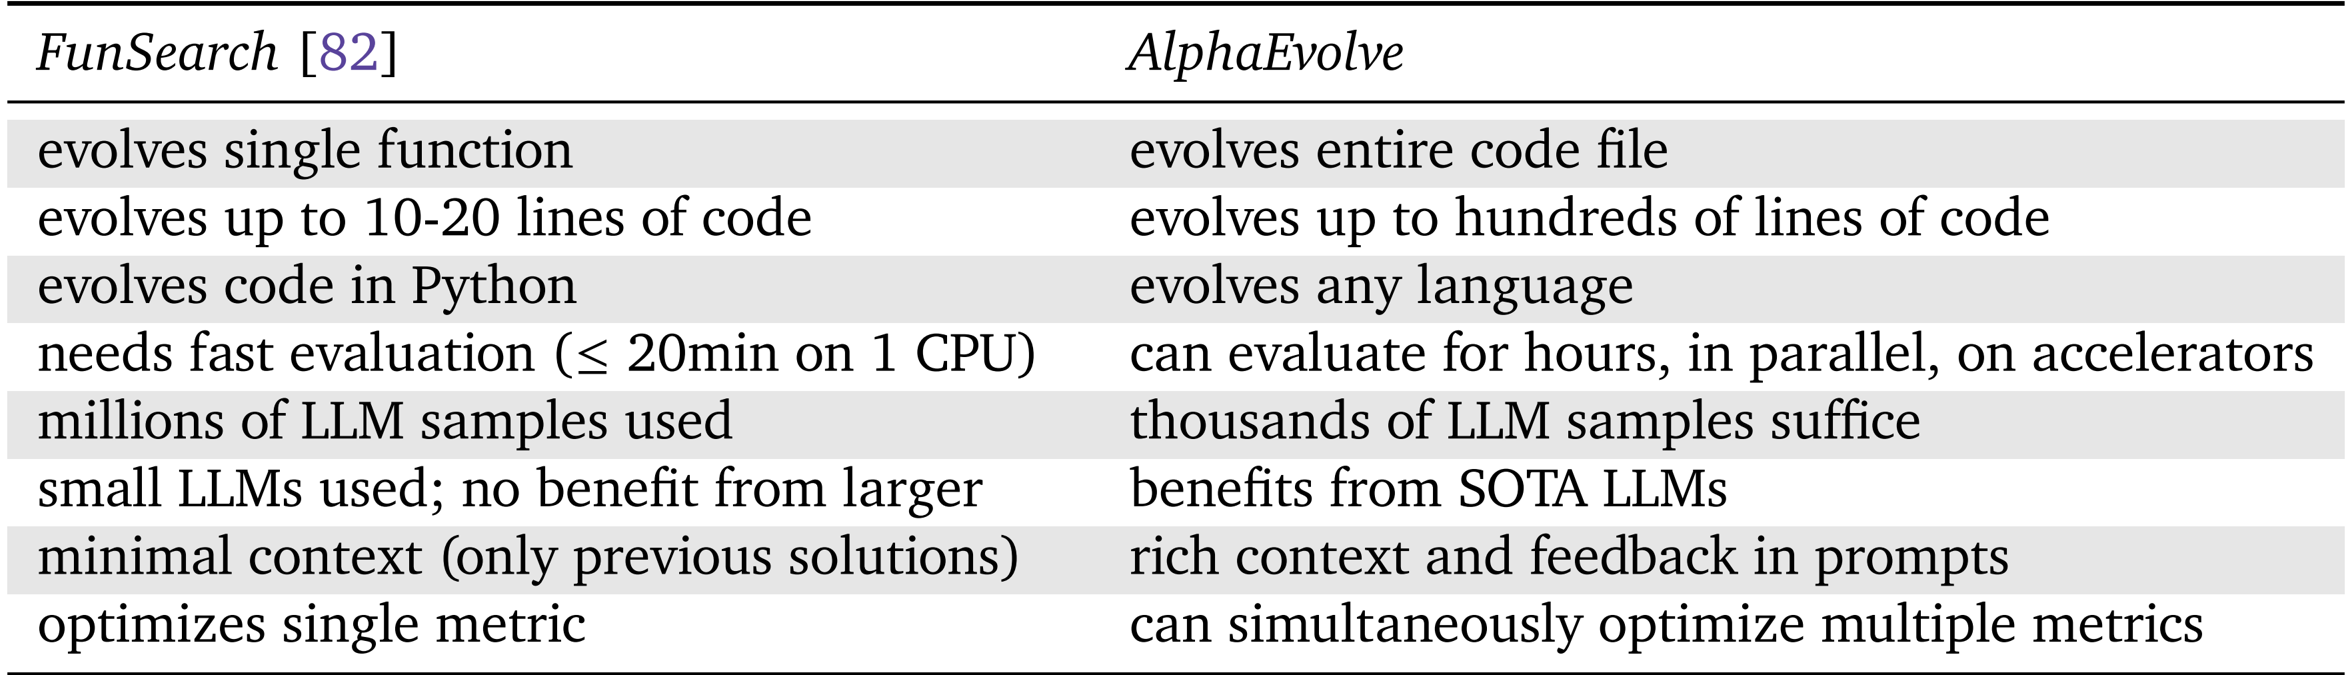 FunSearch [82] AlphaEvolve
evolves single function evolves entire code file
evolves up to 10-20 lines of code evolves up to hundreds of lines of code
evolves code in Python evolves any language
needs fast evaluation (≤ 20min on 1 CPU) can evaluate for hours, in parallel, on accelerators
millions of LLM samples used thousands of LLM samples suffice
small LLMs used; no benefit from larger benefits from SOTA LLMs
minimal context (only previous solutions) rich context and feedback in prompts
optimizes single metric can simultaneously optimize multiple metrics